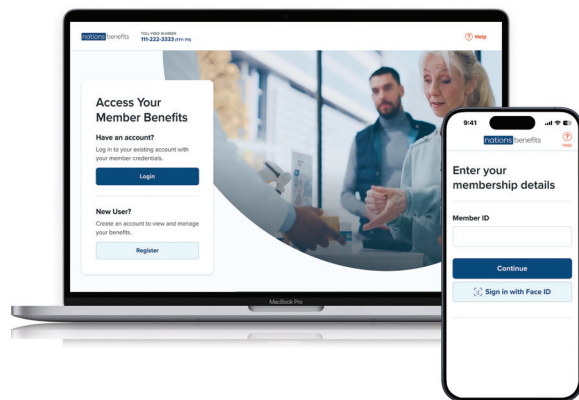 nations benefits
TOLL-FREE NUMBER
111-222-3333 (TTY: 711)
? Help
Access Your
Member Benefits
Have an account?
Log in to your existing account with
your member credentials.
Login
New User?
Create an account to view and manage
your benefits.
Register
MacBook Pro
9:41
nations benefits
?
Help
Enter your
membership details
Member ID
Continue
Sign in with Face ID